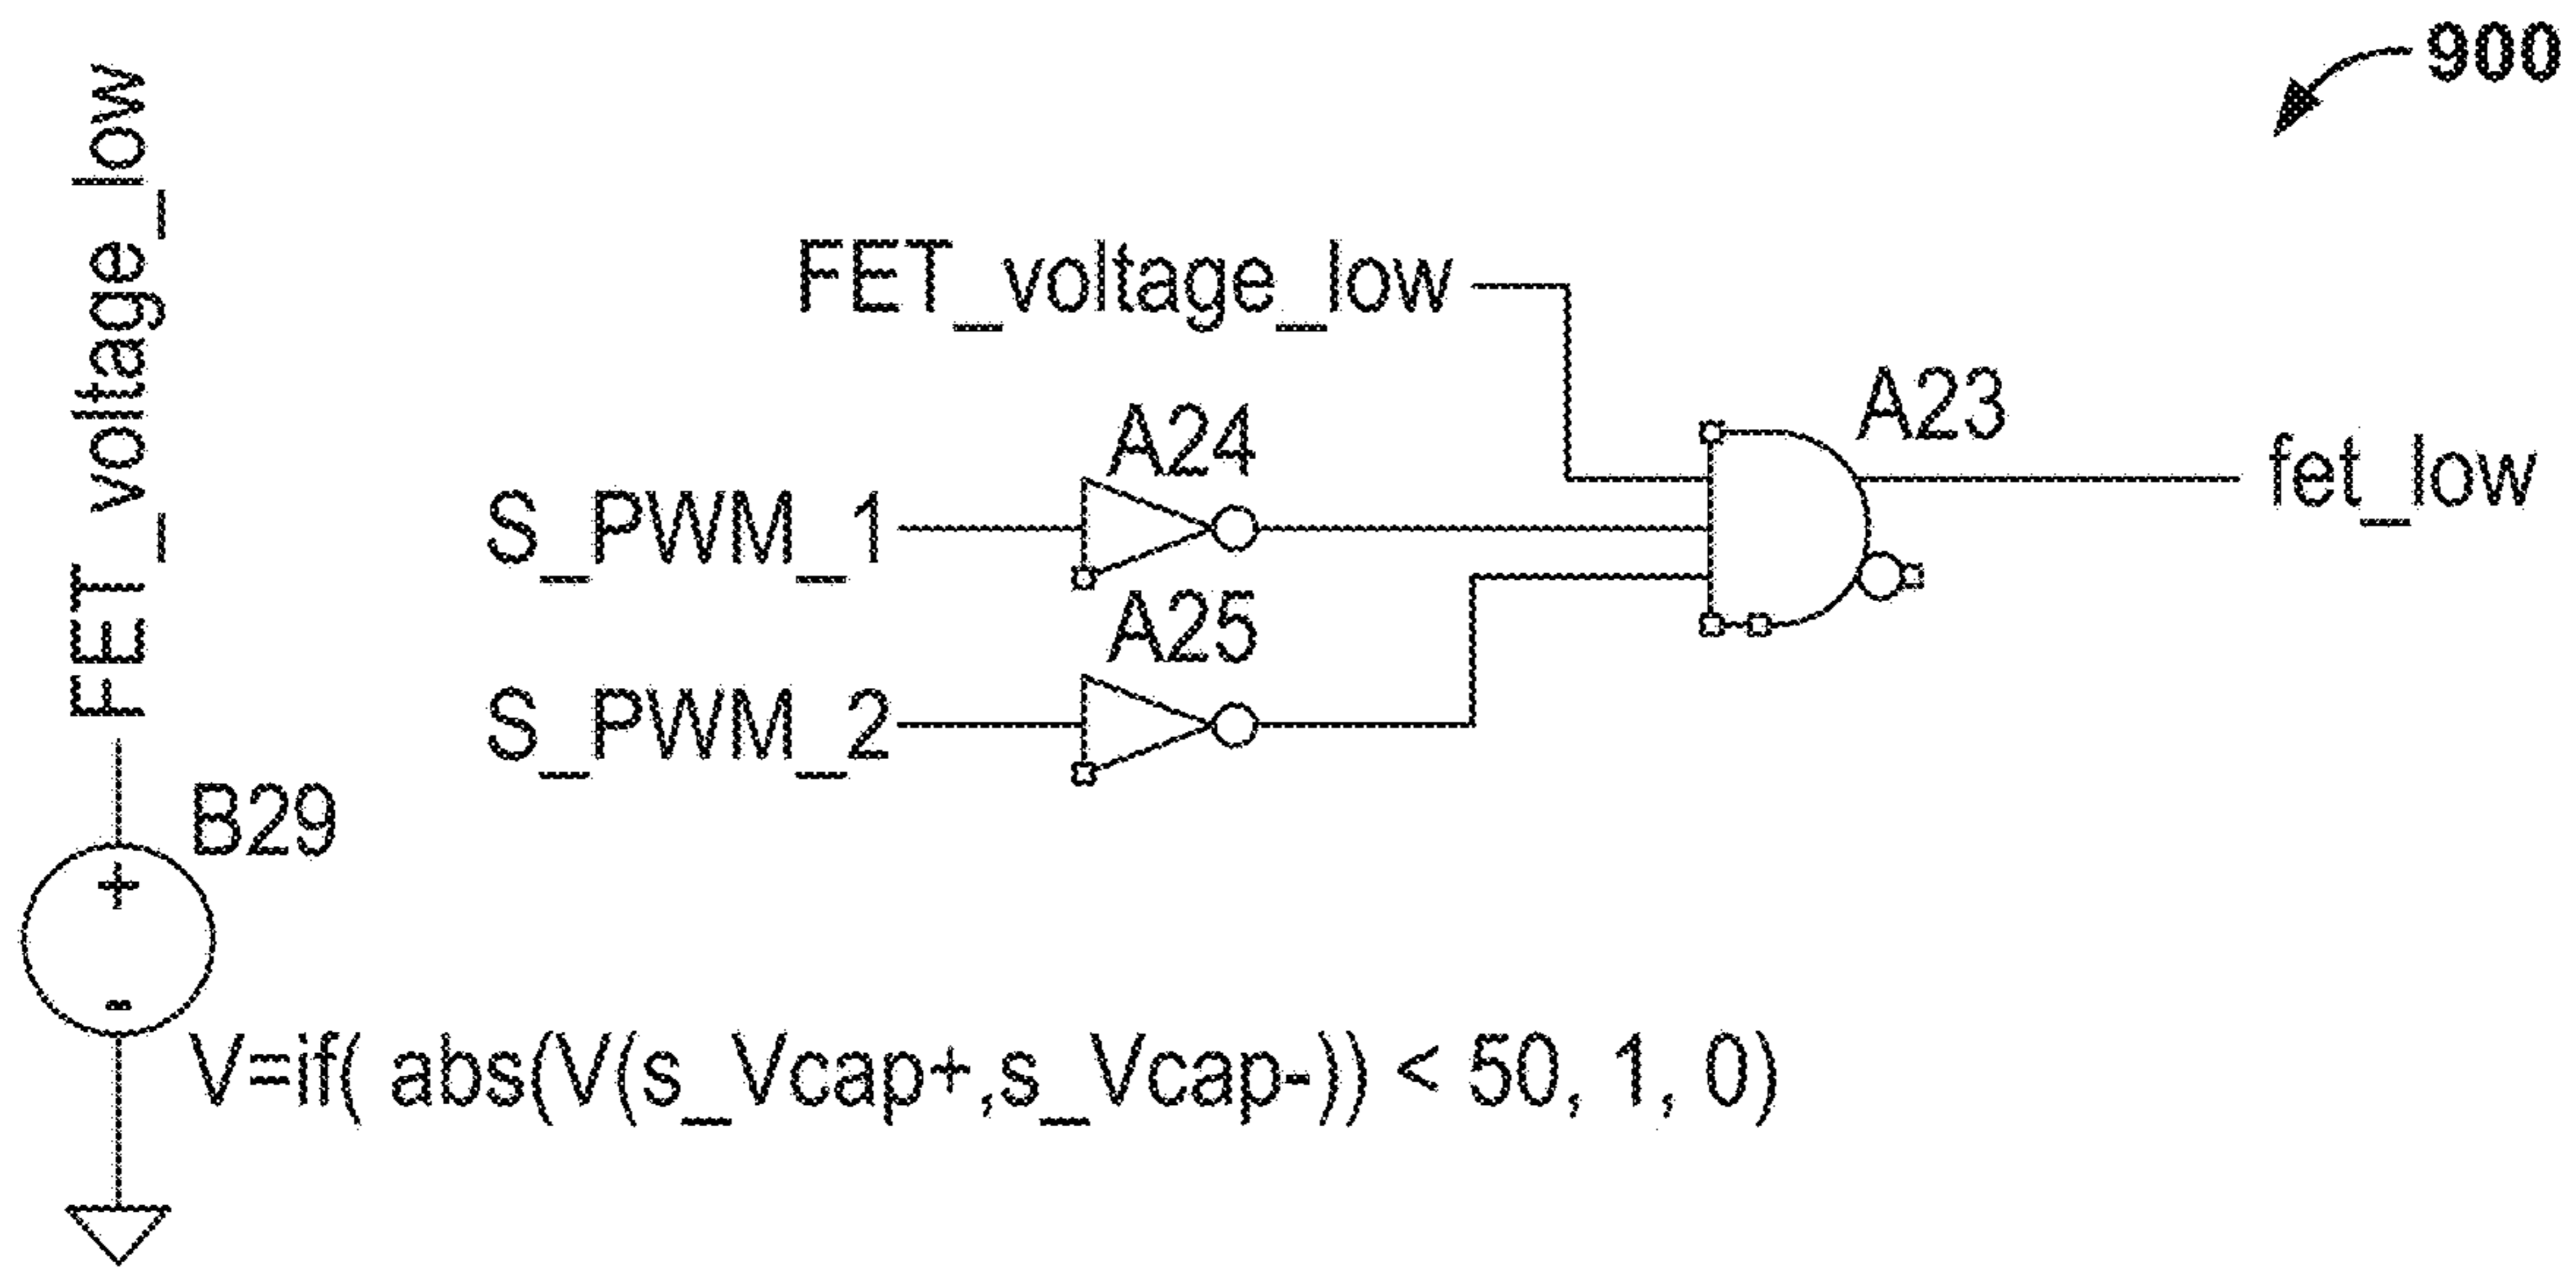 900
FET_voltage_low
FET_voltage_low
A23
A24
fet_low
S_PWM_1
A25
S_PWM_2
B29
+
-
V=if( abs(V(s_Vcap+,s_Vcap-)) < 50, 1, 0)